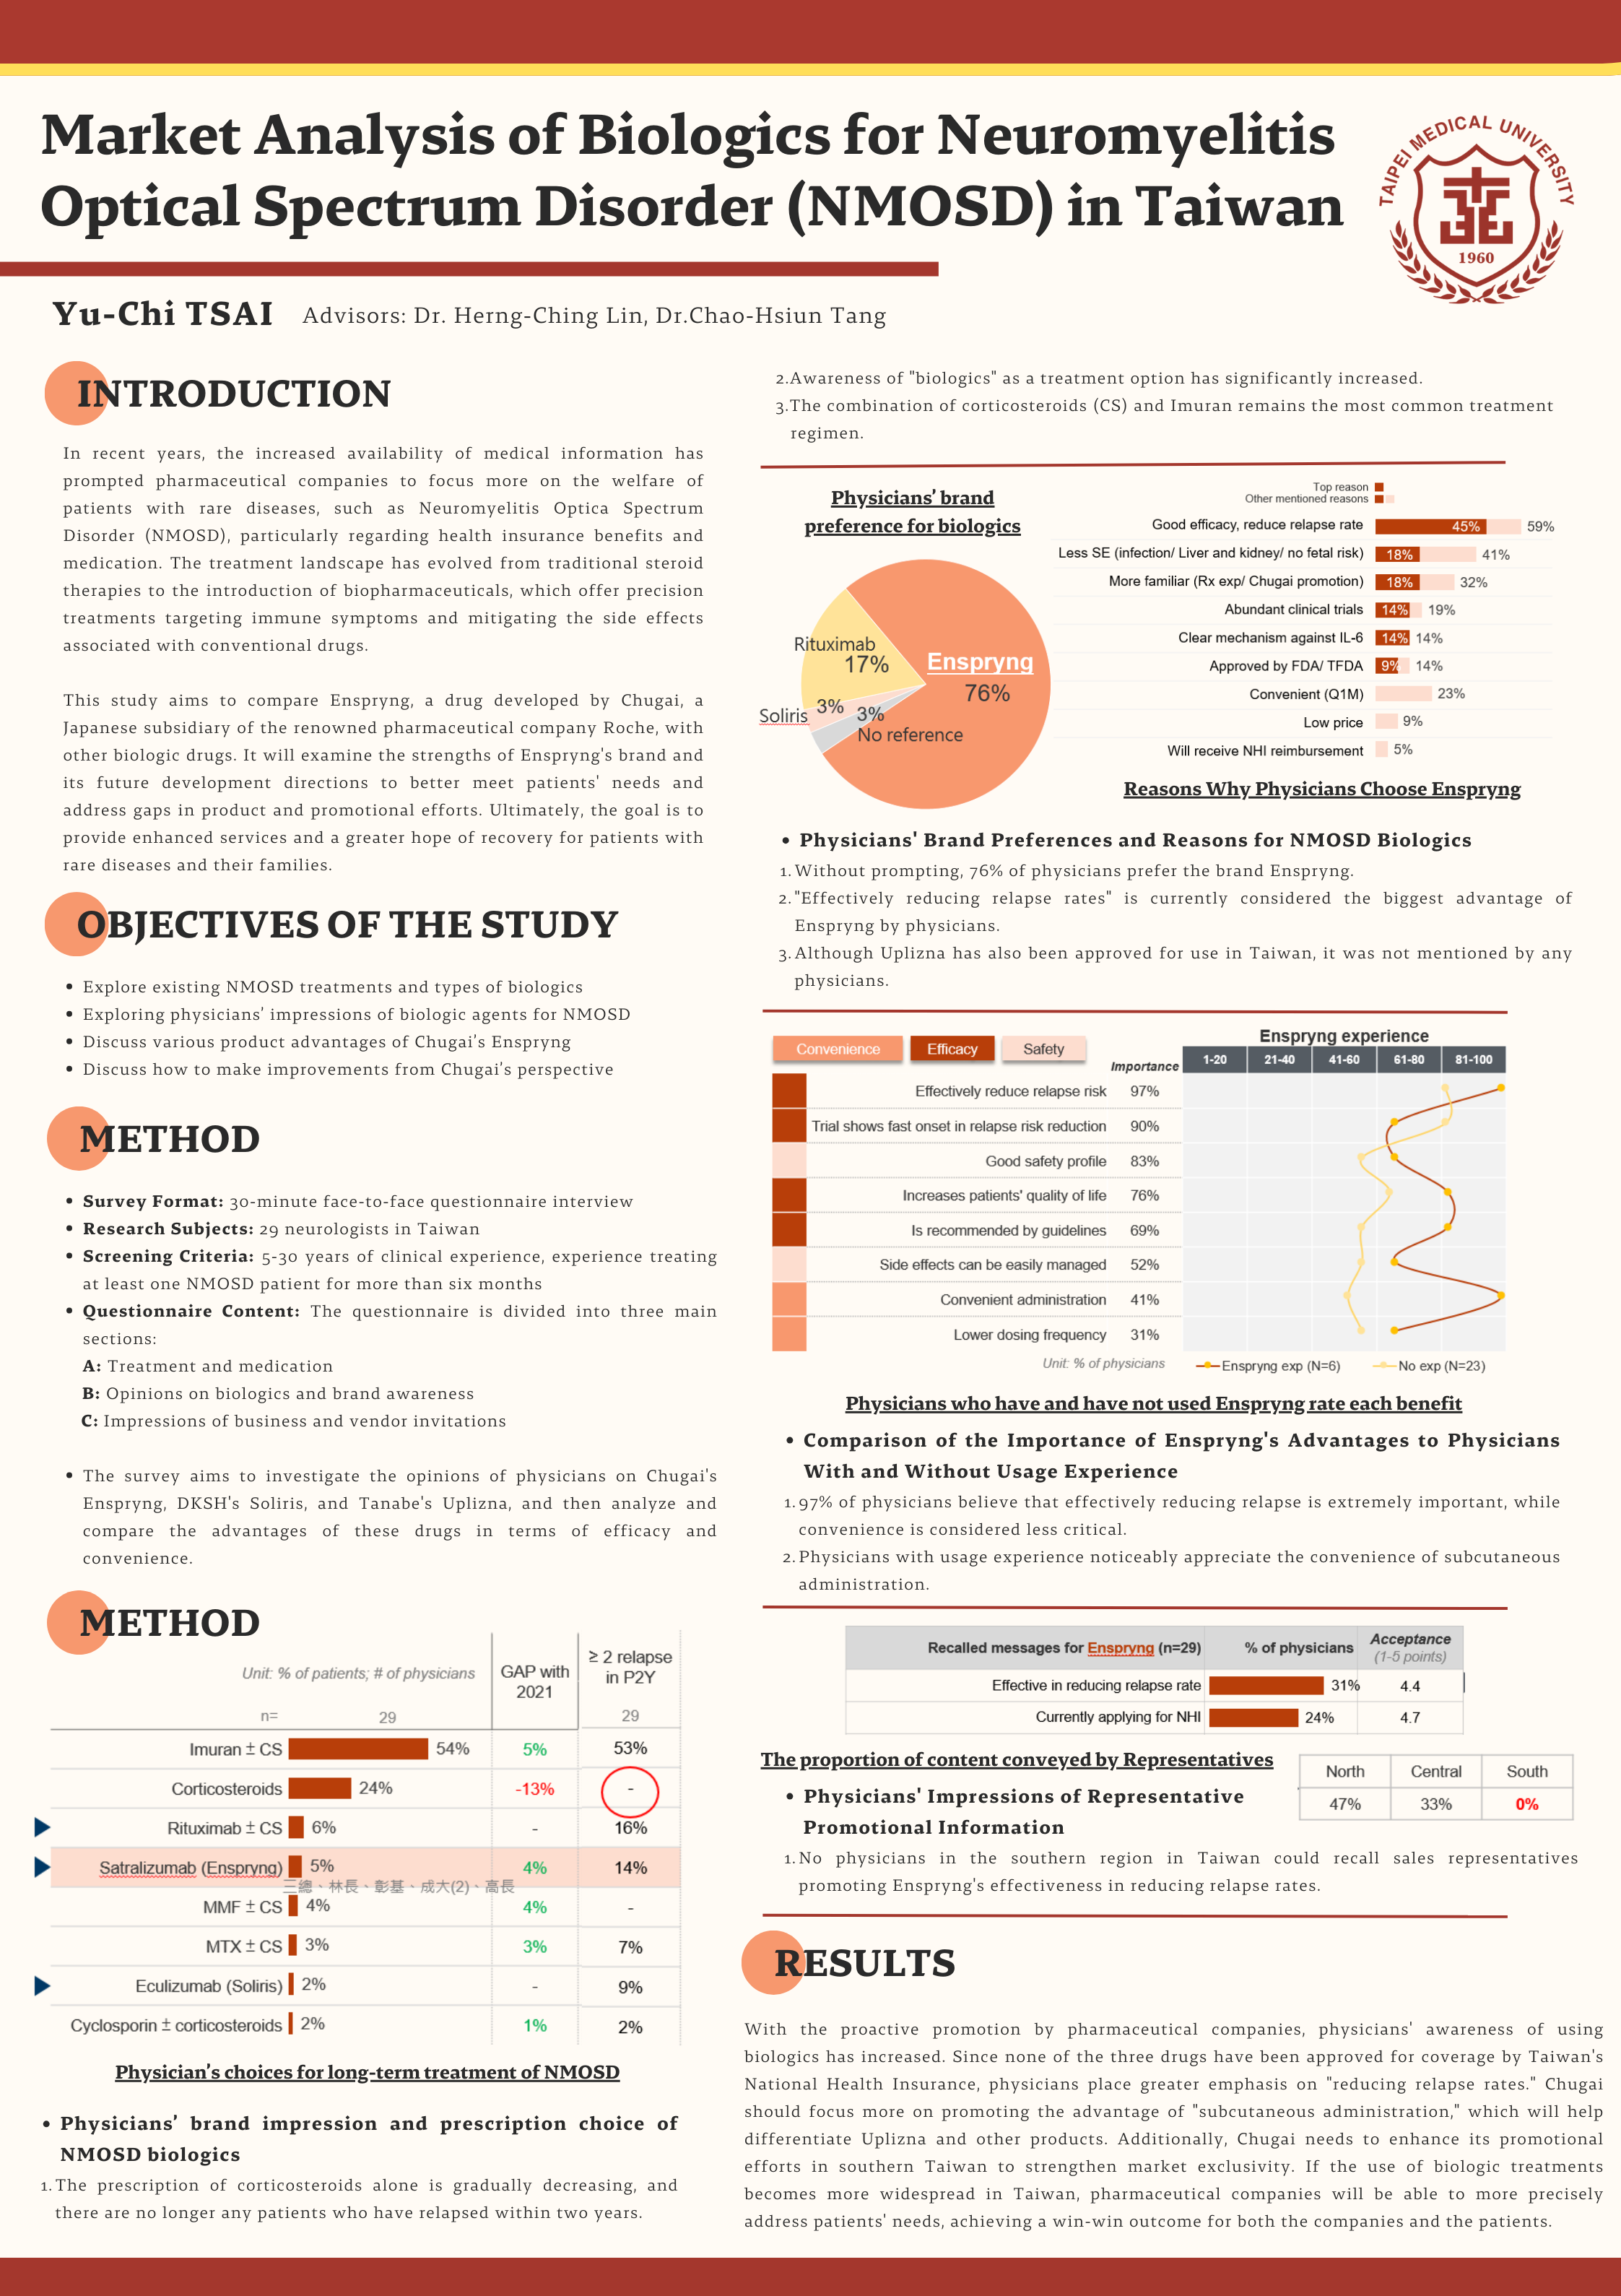 Market Analysis of Biologics for Neuromyelitis
Optical Spectrum Disorder (NMOSD) in Taiwan
TAIPEI MEDICAL UNIVERSITY
1960
Yu-Chi TSAI Advisors: Dr. Herng-Ching Lin, Dr.Chao-Hsiun Tang
INTRODUCTION
In recent years, the increased availability of medical information has
prompted pharmaceutical companies to focus more on the welfare of
patients with rare diseases, such as Neuromyelitis Optica Spectrum
Disorder (NMOSD), particularly regarding health insurance benefits and
medication. The treatment landscape has evolved from traditional steroid
therapies to the introduction of biopharmaceuticals, which offer precision
treatments targeting immune symptoms and mitigating the side effects
associated with conventional drugs.
This study aims to compare Enspryng, a drug developed by Chugai, a
Japanese subsidiary of the renowned pharmaceutical company Roche, with
other biologic drugs. It will examine the strengths of Enspryng's brand and
its future development directions to better meet patients' needs and
address gaps in product and promotional efforts. Ultimately, the goal is to
provide enhanced services and a greater hope of recovery for patients with
rare diseases and their families.
OBJECTIVES OF THE STUDY
• Explore existing NMOSD treatments and types of biologics
• Exploring physicians' impressions of biologic agents for NMOSD
• Discuss various product advantages of Chugai's Enspryng
• Discuss how to make improvements from Chugai's perspective
METHOD
• Survey Format: 30-minute face-to-face questionnaire interview
• Research Subjects: 29 neurologists in Taiwan
• Screening Criteria: 5-30 years of clinical experience, experience treating
at least one NMOSD patient for more than six months
• Questionnaire Content: The questionnaire is divided into three main
sections:
A: Treatment and medication
B: Opinions on biologics and brand awareness
C: Impressions of business and vendor invitations
• The survey aims to investigate the opinions of physicians on Chugai's
Enspryng, DKSH's Soliris, and Tanabe's Uplizna, and then analyze and
compare the advantages of these drugs in terms of efficacy and
convenience.
METHOD
Unit: % of patients; # of physicians
GAP with
2021
≥ 2 relapse
in P2Y
n= 29 29
Imuran ± CS 54% 5% 53%
Corticosteroids 24% -13% -
Rituximab ± CS 6% - 16%
Satralizumab (Enspryng) 5% 4% 14%
三總、林長、彰基、成大(2)、高長
MMF ± CS 4% 4% -
MTX ± CS 3% 3% 7%
Eculizumab (Soliris) 2% - 9%
Cyclosporin ± corticosteroids 2% 1% 2%
Physician's choices for long-term treatment of NMOSD
• Physicians' brand impression and prescription choice of
NMOSD biologics
1. The prescription of corticosteroids alone is gradually decreasing, and
there are no longer any patients who have relapsed within two years.
2. Awareness of "biologics" as a treatment option has significantly increased.
3. The combination of corticosteroids (CS) and Imuran remains the most common treatment
regimen.
Physicians' brand
preference for biologics
Rituximab
17%
Enspryng
76%
Soliris 3%
3%
No reference
Top reason
Other mentioned reasons
Good efficacy, reduce relapse rate 45% 59%
Less SE (infection/ Liver and kidney/ no fetal risk) 18% 41%
More familiar (Rx exp/ Chugai promotion) 18% 32%
Abundant clinical trials 14% 19%
Clear mechanism against IL-6 14% 14%
Approved by FDA/ TFDA 9% 14%
Convenient (Q1M) 23%
Low price 9%
Will receive NHI reimbursement 5%
Reasons Why Physicians Choose Enspryng
• Physicians' Brand Preferences and Reasons for NMOSD Biologics
1. Without prompting, 76% of physicians prefer the brand Enspryng.
2. "Effectively reducing relapse rates" is currently considered the biggest advantage of
Enspryng by physicians.
3. Although Uplizna has also been approved for use in Taiwan, it was not mentioned by any
physicians.
Convenience Efficacy Safety
Importance
Enspryng experience
1-20 21-40 41-60 61-80 81-100
Effectively reduce relapse risk 97%
Trial shows fast onset in relapse risk reduction 90%
Good safety profile 83%
Increases patients' quality of life 76%
Is recommended by guidelines 69%
Side effects can be easily managed 52%
Convenient administration 41%
Lower dosing frequency 31%
Unit: % of physicians
Enspryng exp (N=6) No exp (N=23)
Physicians who have and have not used Enspryng rate each benefit
• Comparison of the Importance of Enspryng's Advantages to Physicians
With and Without Usage Experience
1. 97% of physicians believe that effectively reducing relapse is extremely important, while
convenience is considered less critical.
2. Physicians with usage experience noticeably appreciate the convenience of subcutaneous
administration.
Recalled messages for Enspryng (n=29) % of physicians Acceptance
(1-5 points)
Effective in reducing relapse rate 31% 4.4
Currently applying for NHI 24% 4.7
The proportion of content conveyed by Representatives
North Central South
47% 33% 0%
• Physicians' Impressions of Representative
Promotional Information
1. No physicians in the southern region in Taiwan could recall sales representatives
promoting Enspryng's effectiveness in reducing relapse rates.
RESULTS
With the proactive promotion by pharmaceutical companies, physicians' awareness of using
biologics has increased. Since none of the three drugs have been approved for coverage by Taiwan's
National Health Insurance, physicians place greater emphasis on "reducing relapse rates." Chugai
should focus more on promoting the advantage of "subcutaneous administration," which will help
differentiate Uplizna and other products. Additionally, Chugai needs to enhance its promotional
efforts in southern Taiwan to strengthen market exclusivity. If the use of biologic treatments
becomes more widespread in Taiwan, pharmaceutical companies will be able to more precisely
address patients' needs, achieving a win-win outcome for both the companies and the patients.